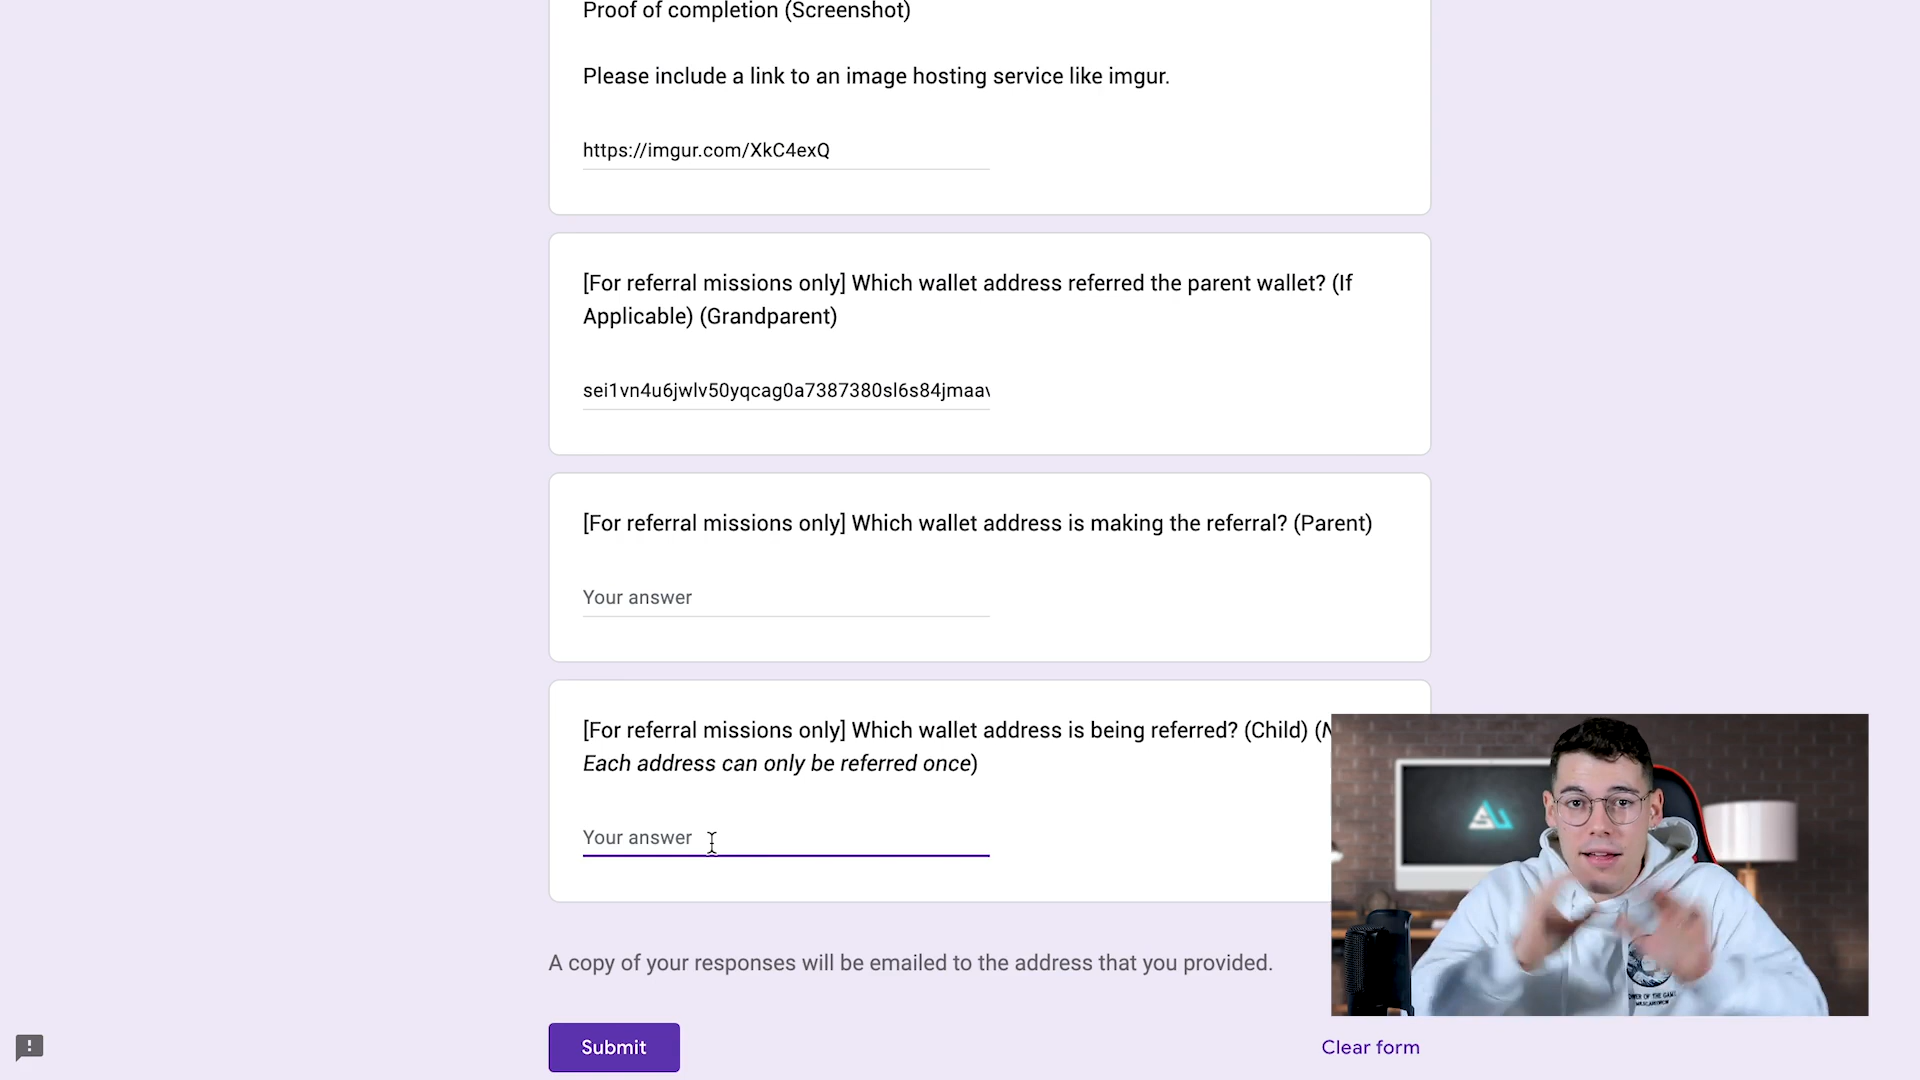 Proof of completion (Screenshot)
Please include a link to an image hosting service like imgur.
https://imgur.com/XkC4exQ
[For referral missions only] Which wallet address referred the parent wallet? (If
Applicable) (Grandparent)
sei1vn4u6jwlv50yqcag0a7387380sl6s84jmaav
[For referral missions only] Which wallet address is making the referral? (Parent)
Your answer
[For referral missions only] Which wallet address is being referred? (Child) (
Each address can only be referred once)
Your answer
A copy of your responses will be emailed to the address that you provided.
Submit
Clear form